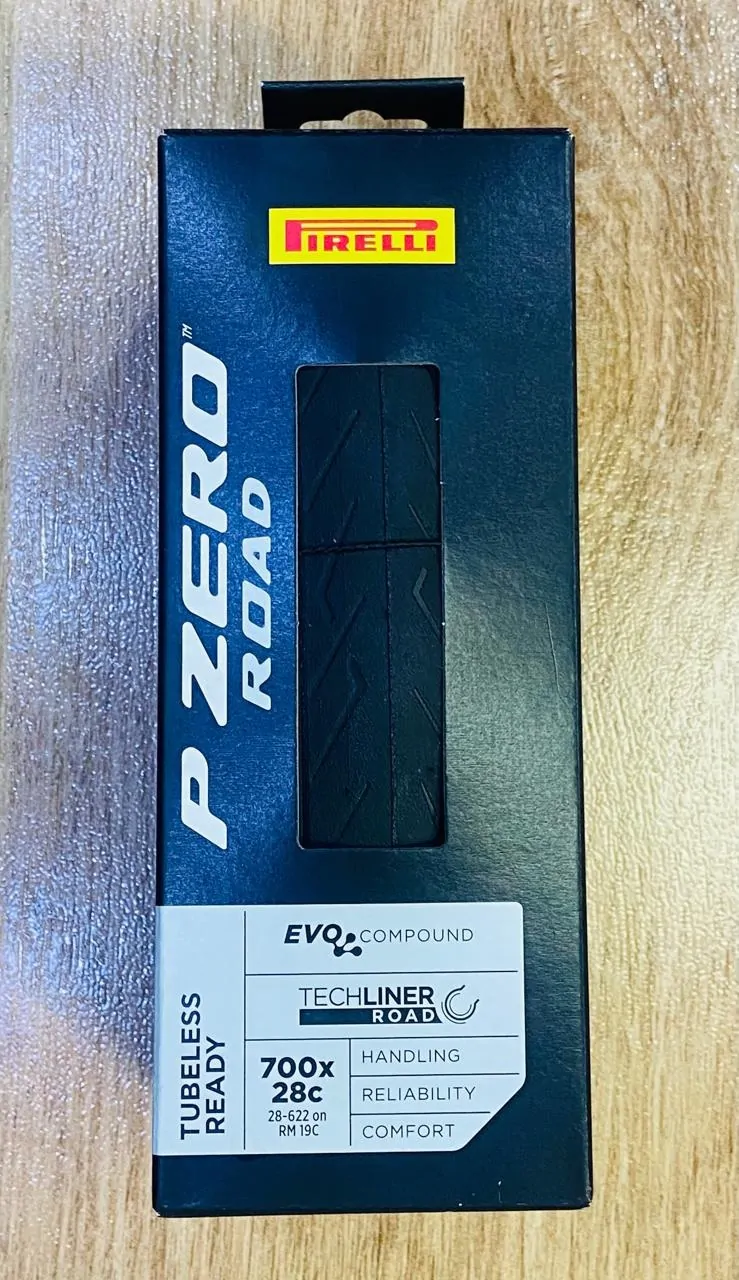 PIRELLI
P ZERO™
ROAD
TUBELESS
READY
EVO COMPOUND
TECHLINER
ROAD
700x
28c
28-622 on
RM 19C
HANDLING
RELIABILITY
COMFORT